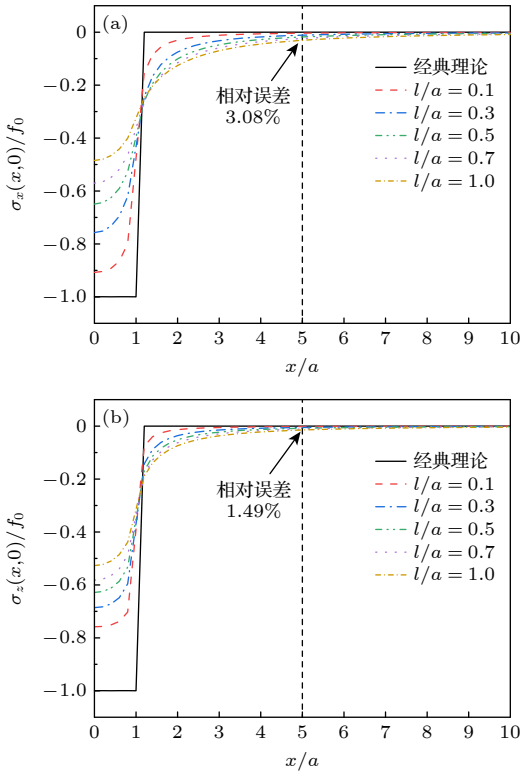 (a)
0
−0.2
−0.4
−0.6
−0.8
−1.0
σx(x,0)/f0
相对误差
3.08%
经典理论
l/a = 0.1
l/a = 0.3
l/a = 0.5
l/a = 0.7
l/a = 1.0
0 1 2 3 4 5 6 7 8 9 10
x/a
(b)
0
−0.2
−0.4
−0.6
−0.8
−1.0
σz(x,0)/f0
相对误差
1.49%
经典理论
l/a = 0.1
l/a = 0.3
l/a = 0.5
l/a = 0.7
l/a = 1.0
0 1 2 3 4 5 6 7 8 9 10
x/a